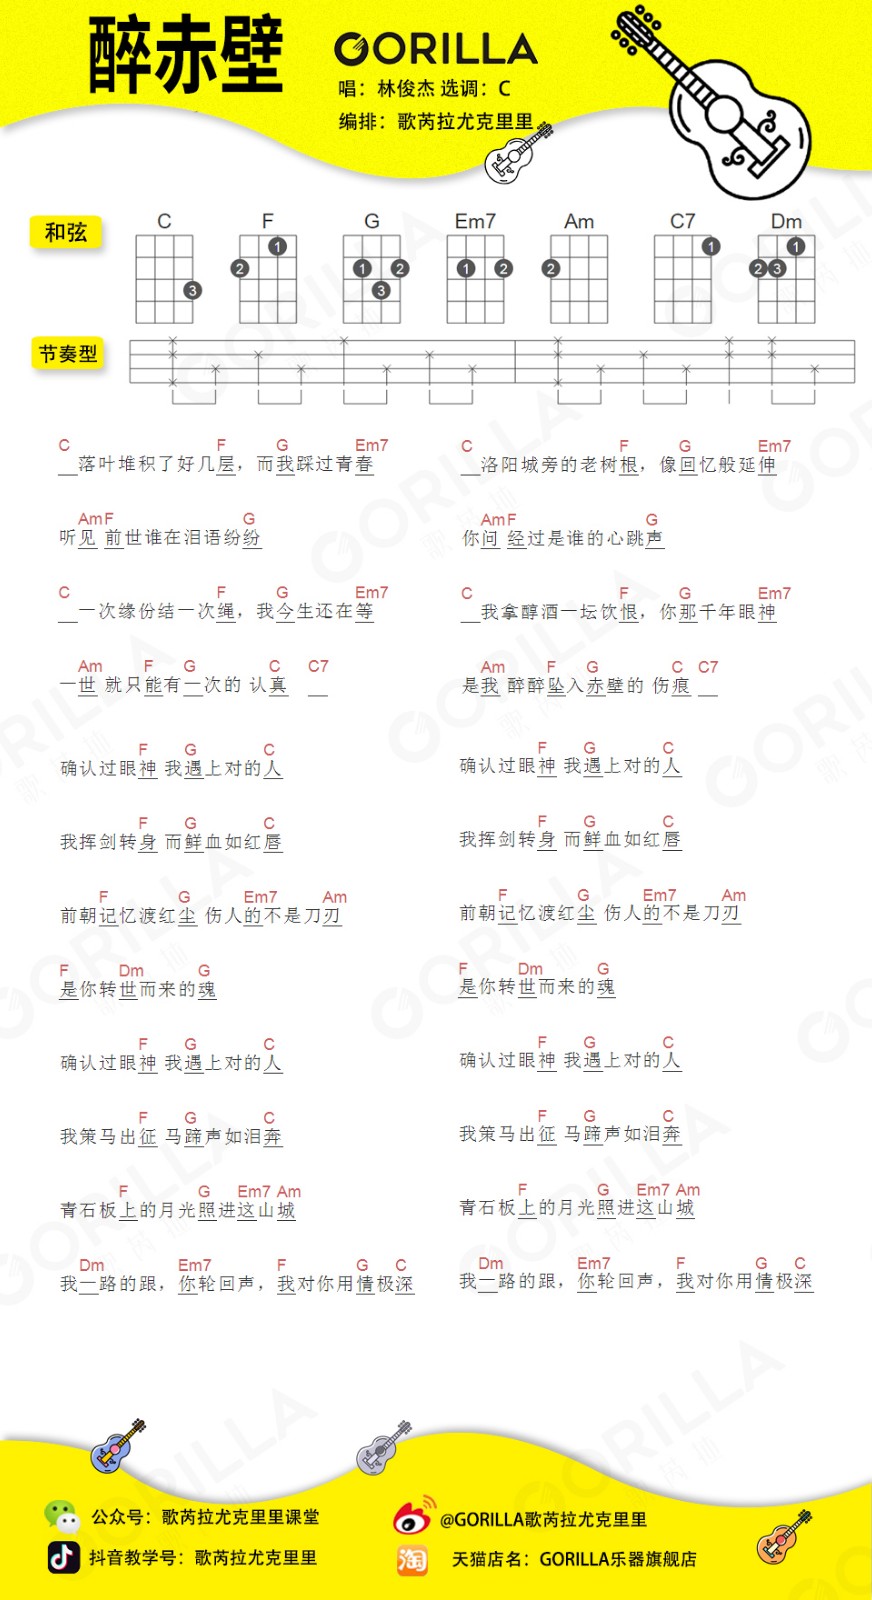 醉赤壁
GORILLA
唱：林俊杰 选调：C
编排：歌芮拉尤克里里
和弦
C F G Em7 Am C7 Dm
1 1 1 1 2 2 2 2 2 3 3 3
节奏型
C F G Em7
__落叶堆积了好几层，而我踩过青春
Am F G
听见 前世谁在泪语纷纷
C F G Em7
__一次缘份结一次绳，我今生还在等
Am F G C C7
一世 就只能有一次的 认真 __
C F G Em7
__洛阳城旁的老树根，像回忆般延伸
Am F G
你问 经过是谁的心跳声
C F G Em7
__我拿醇酒一坛饮恨，你那千年眼神
Am F G C C7
是我 醉醉坠入赤壁的 伤痕 __
F G C
确认过眼神 我遇上对的人
F G C
我挥剑转身 而鲜血如红唇
F G Em7 Am
前朝记忆渡红尘 伤人的不是刀刃
F Dm G
是你转世而来的魂
F G C
确认过眼神 我遇上对的人
F G C
我策马出征 马蹄声如泪奔
F G Em7 Am
青石板上的月光照进这山城
Dm Em7 F G C
我一路的跟，你轮回声，我对你用情极深
F G C
确认过眼神 我遇上对的人
F G C
我挥剑转身 而鲜血如红唇
F G Em7 Am
前朝记忆渡红尘 伤人的不是刀刃
F Dm G
是你转世而来的魂
F G C
确认过眼神 我遇上对的人
F G C
我策马出征 马蹄声如泪奔
F G Em7 Am
青石板上的月光照进这山城
Dm Em7 F G C
我一路的跟，你轮回声，我对你用情极深
公众号：歌芮拉尤克里里课堂
@GORILLA歌芮拉尤克里里
抖音教学号：歌芮拉尤克里里
淘
天猫店名：GORILLA乐器旗舰店